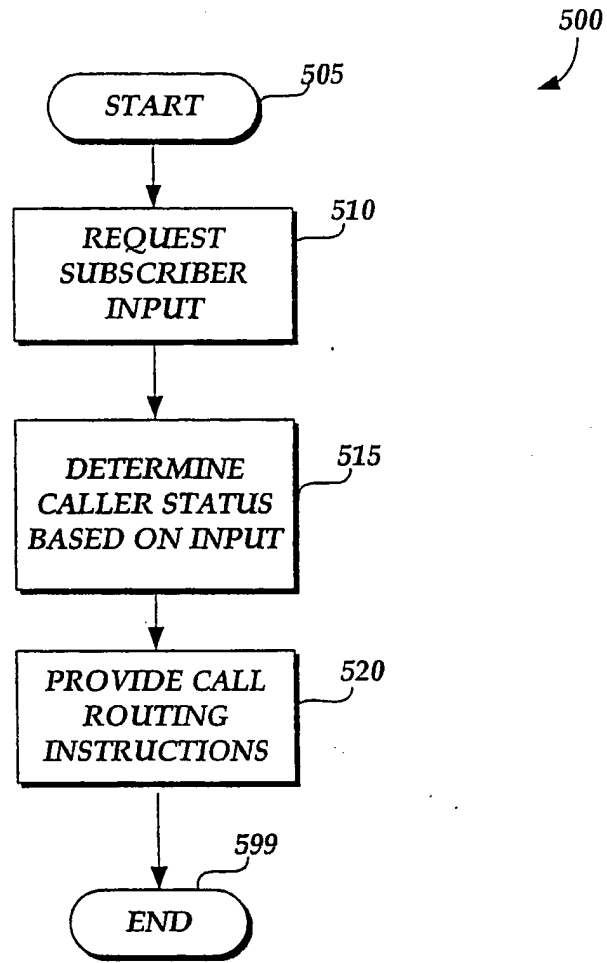 500
505
START
510
REQUEST
SUBSCRIBER
INPUT
515
DETERMINE
CALLER STATUS
BASED ON INPUT
520
PROVIDE CALL
ROUTING
INSTRUCTIONS
599
END